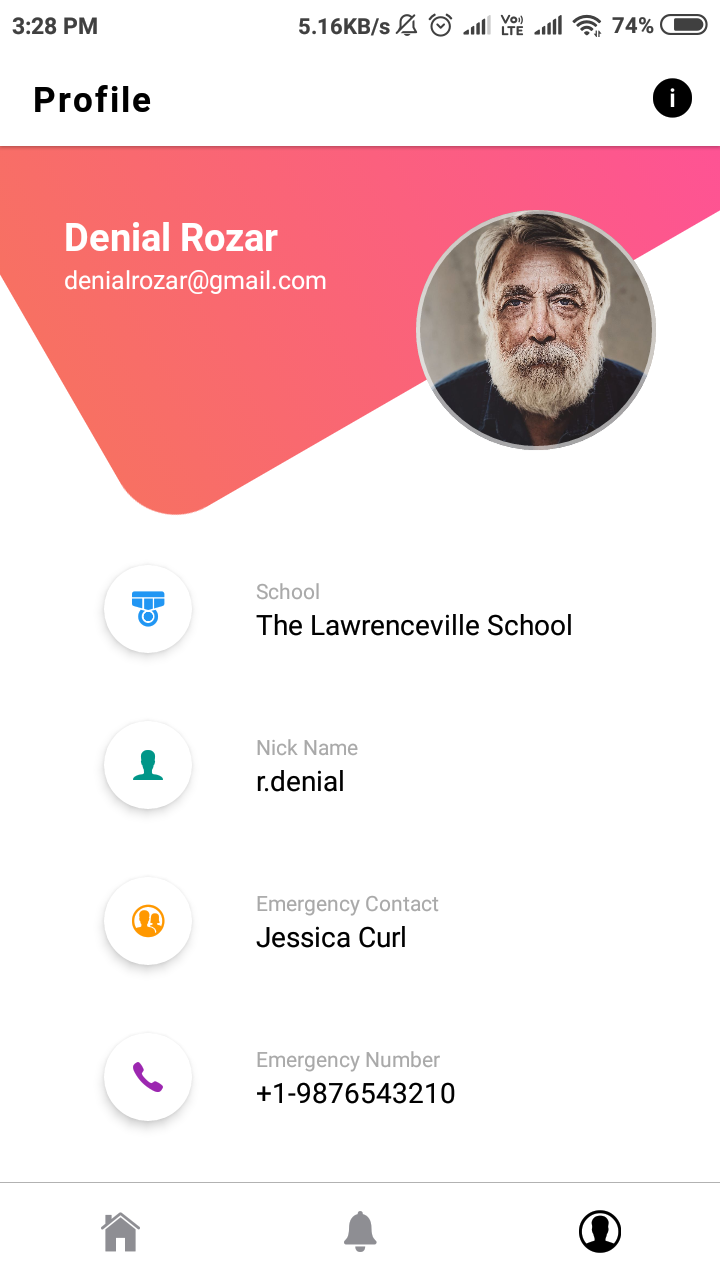 3:28 PM 5.16KB/s Vo)) LTE 74%
Profile i
Denial Rozar
denialrozar@gmail.com
School
The Lawrenceville School
Nick Name
r.denial
Emergency Contact
Jessica Curl
Emergency Number
+1-9876543210